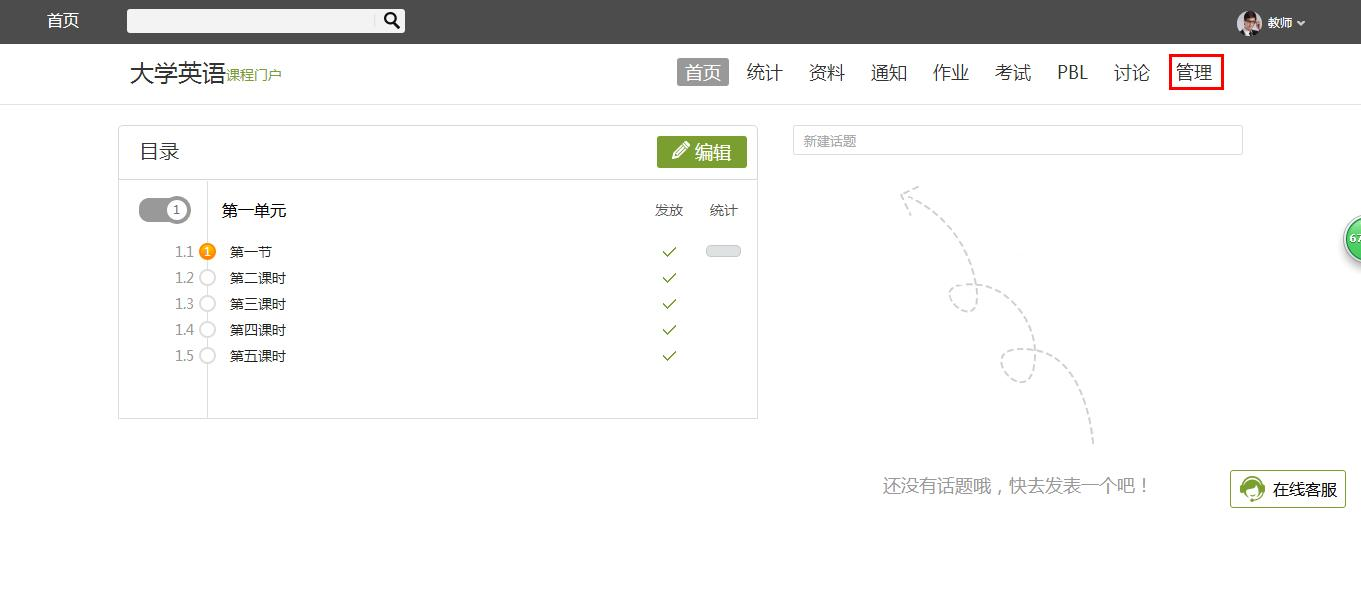 首页
教师
大学英语课程门户
首页 统计 资料 通知 作业 考试 PBL 讨论 管理
目录 编辑
新建话题
1 第一单元 发放 统计
1.1 1 第一节
1.2 第二课时
1.3 第三课时
1.4 第四课时
1.5 第五课时
67
还没有话题哦，快去发表一个吧！
在线客服